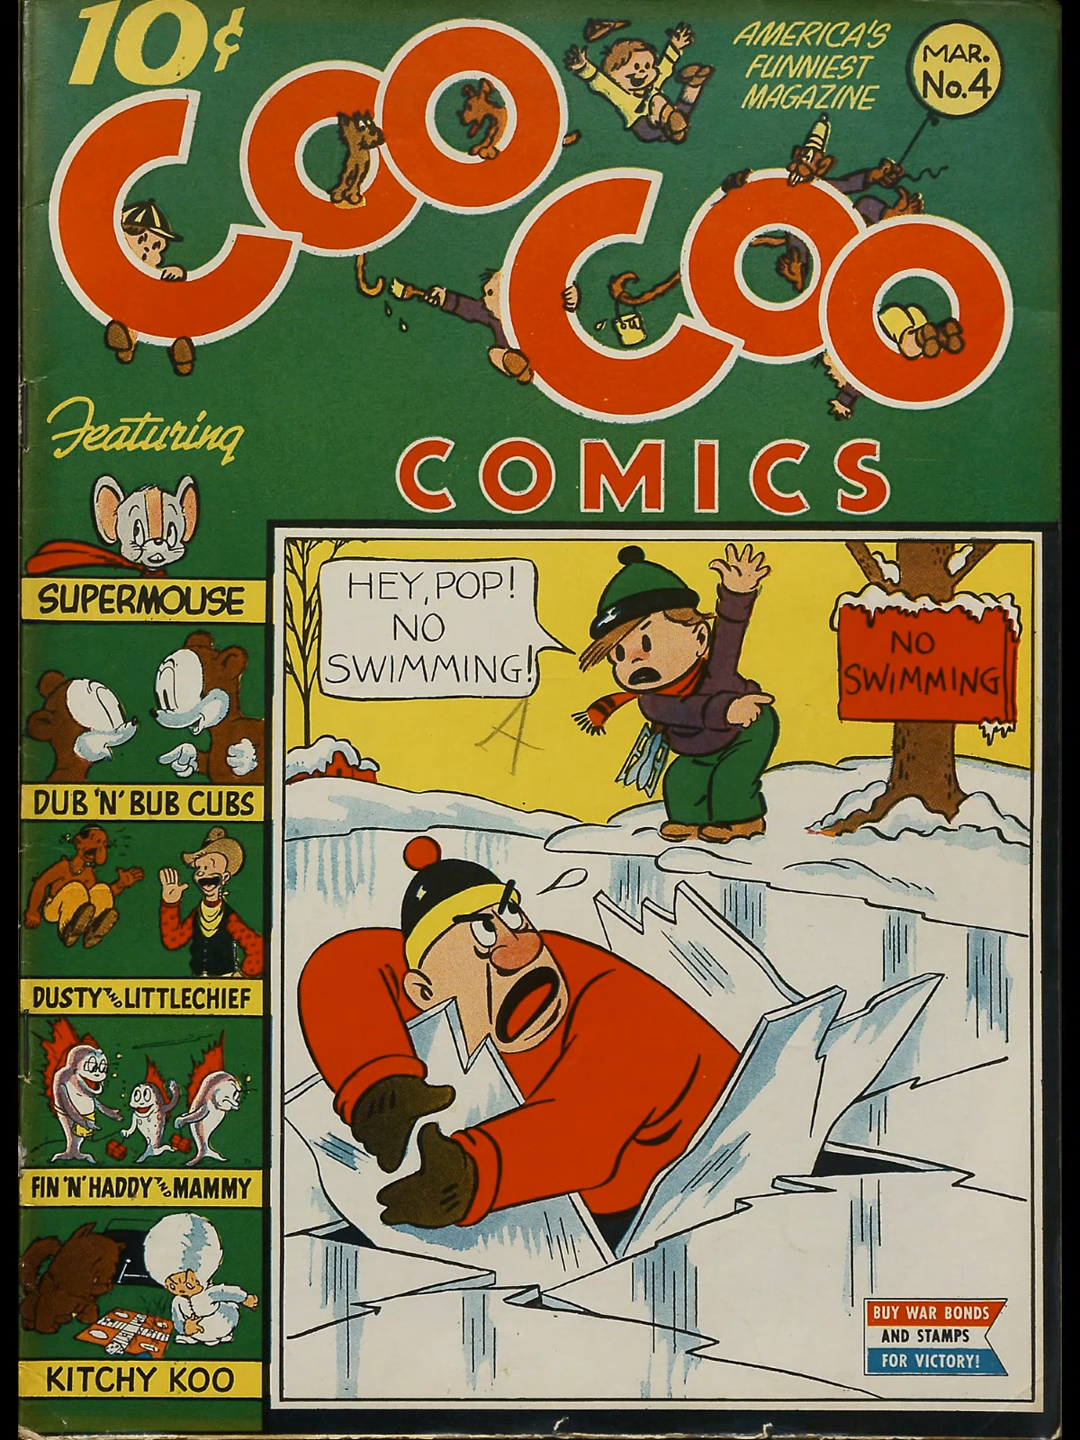 10¢
COO
COO
COMICS
AMERICA'S
FUNNIEST
MAGAZINE
MAR.
No.4
Featuring
SUPERMOUSE
DUB 'N' BUB CUBS
DUSTY AND LITTLECHIEF
FIN 'N' HADDY AND MAMMY
KITCHY KOO
HEY, POP!
NO
SWIMMING!
A
NO
SWIMMING
BUY WAR BONDS
AND STAMPS
FOR VICTORY!